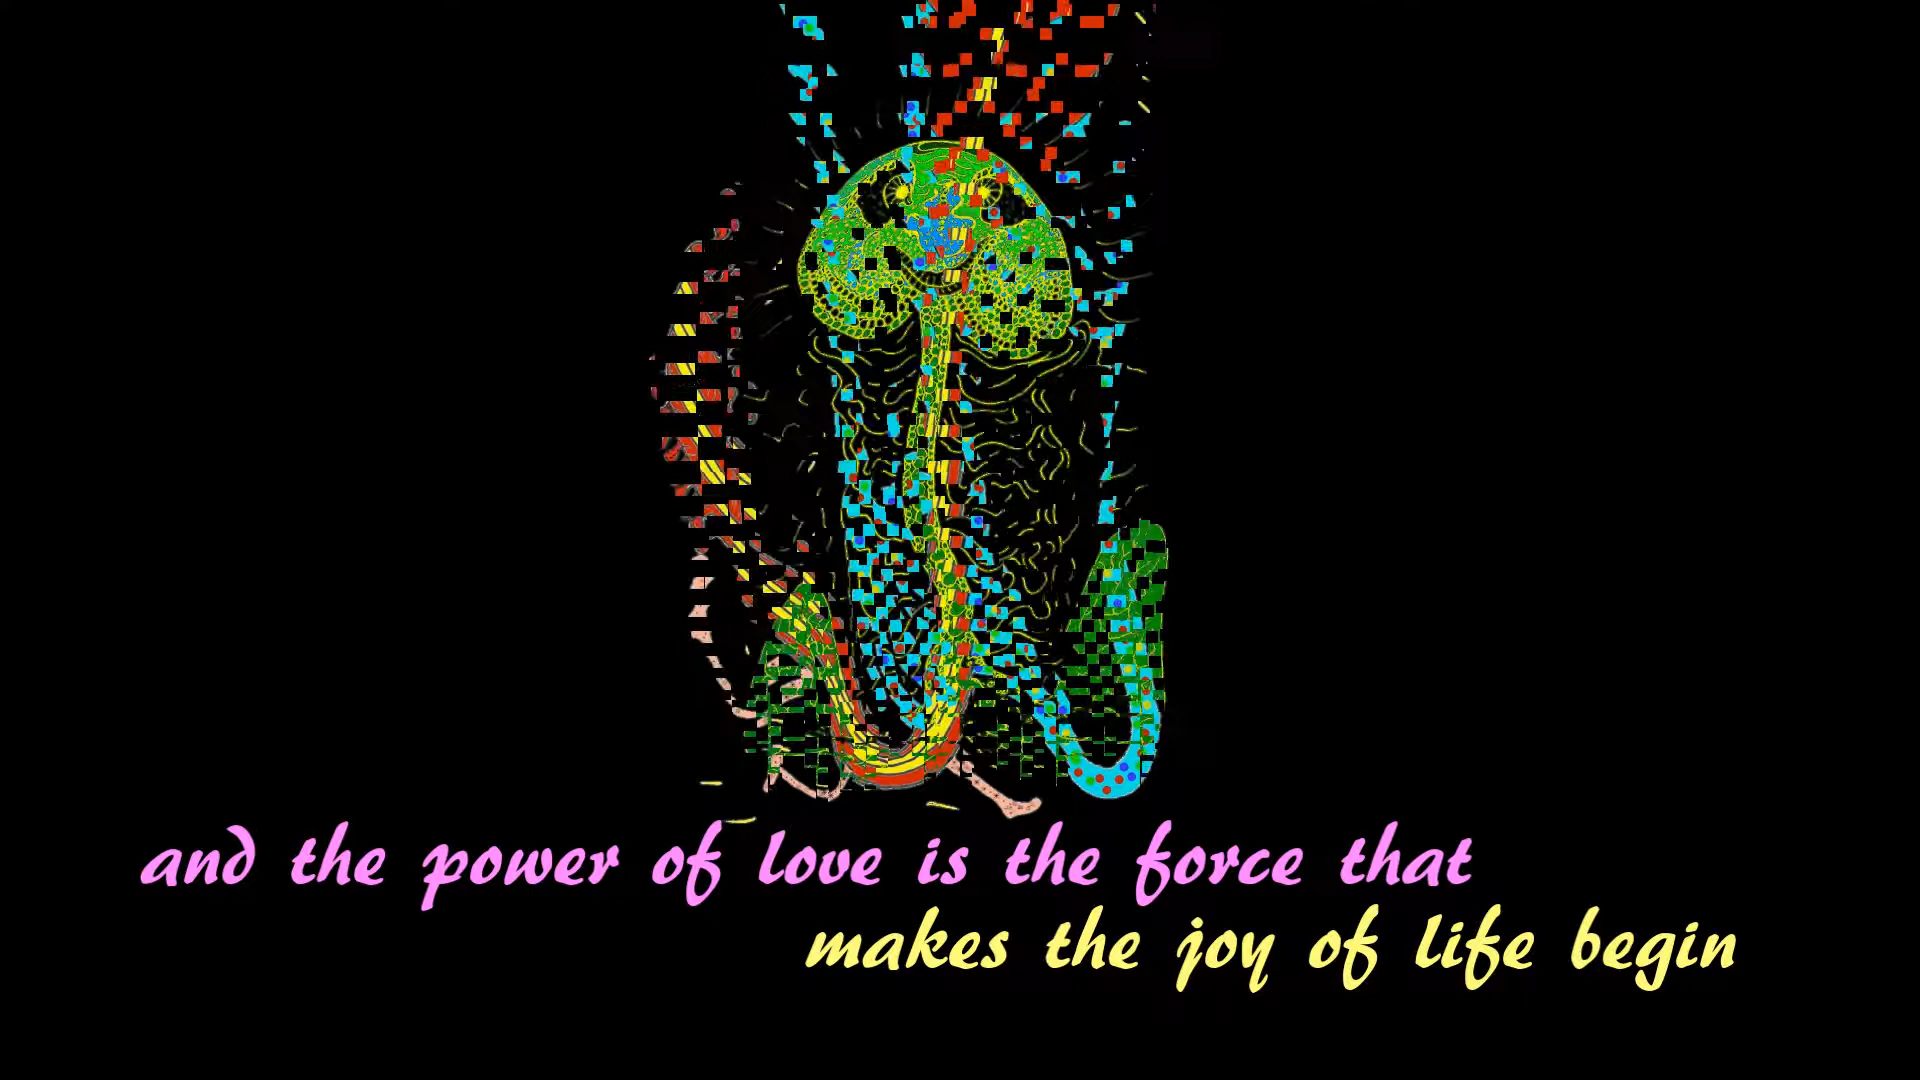 and the power of love is the force that
makes the joy of life begin